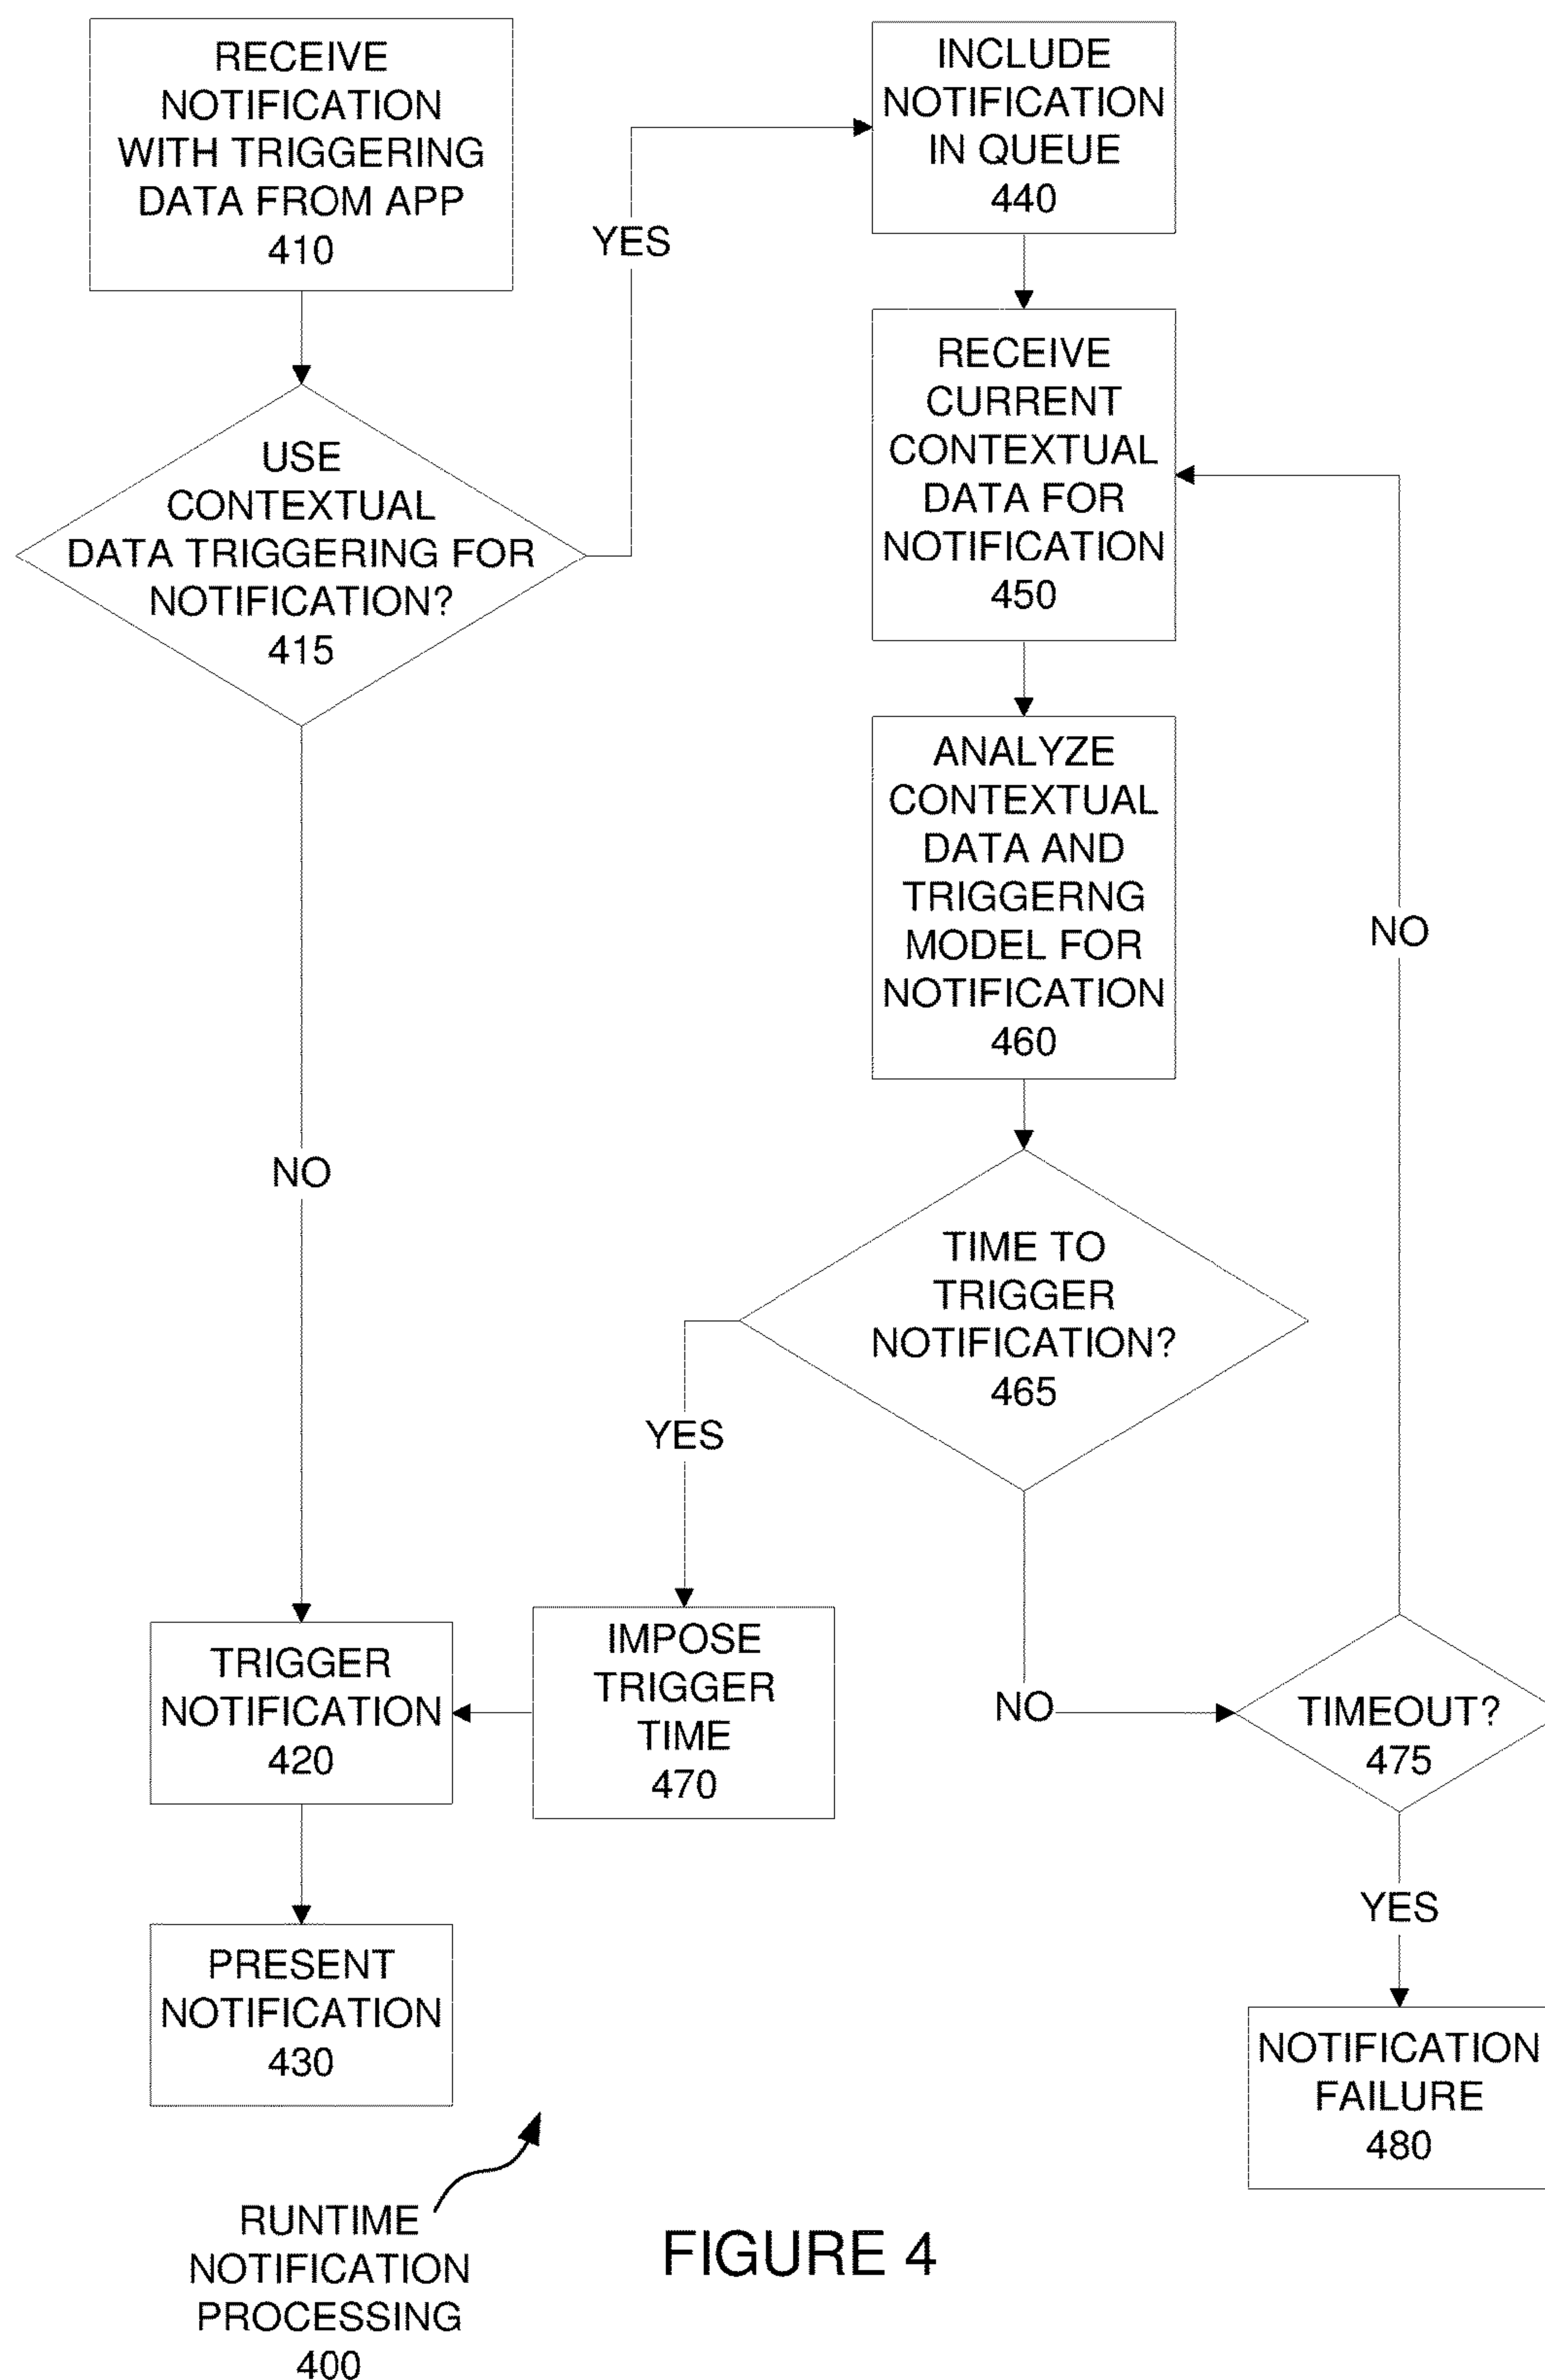 RECEIVE
NOTIFICATION
WITH TRIGGERING
DATA FROM APP
410
USE
CONTEXTUAL
DATA TRIGGERING FOR
NOTIFICATION?
415
YES
NO
INCLUDE
NOTIFICATION
IN QUEUE
440
RECEIVE
CURRENT
CONTEXTUAL
DATA FOR
NOTIFICATION
450
ANALYZE
CONTEXTUAL
DATA AND
TRIGGERNG
MODEL FOR
NOTIFICATION
460
TIME TO
TRIGGER
NOTIFICATION?
465
YES
NO
IMPOSE
TRIGGER
TIME
470
TRIGGER
NOTIFICATION
420
PRESENT
NOTIFICATION
430
TIMEOUT?
475
NO
YES
NOTIFICATION
FAILURE
480
RUNTIME
NOTIFICATION
PROCESSING
400
FIGURE 4